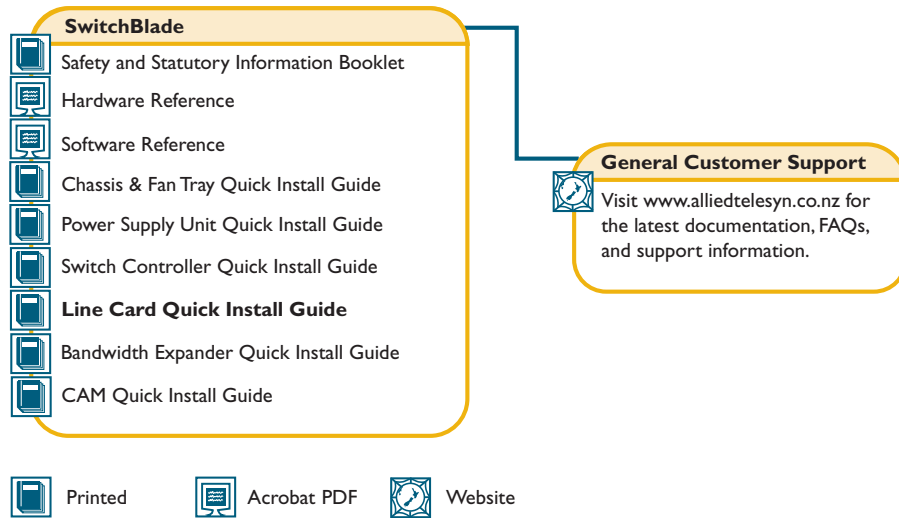 SwitchBlade
Safety and Statutory Information Booklet
Hardware Reference
Software Reference
Chassis & Fan Tray Quick Install Guide
Power Supply Unit Quick Install Guide
Switch Controller Quick Install Guide
Line Card Quick Install Guide
Bandwidth Expander Quick Install Guide
CAM Quick Install Guide
General Customer Support
Visit www.alliedtelesyn.co.nz for
the latest documentation, FAQs,
and support information.
Printed
Acrobat PDF
Website